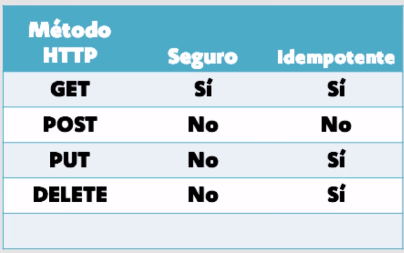 Método
HTTP Seguro Idempotente
GET Sí Sí
POST No No
PUT No Sí
DELETE No Sí